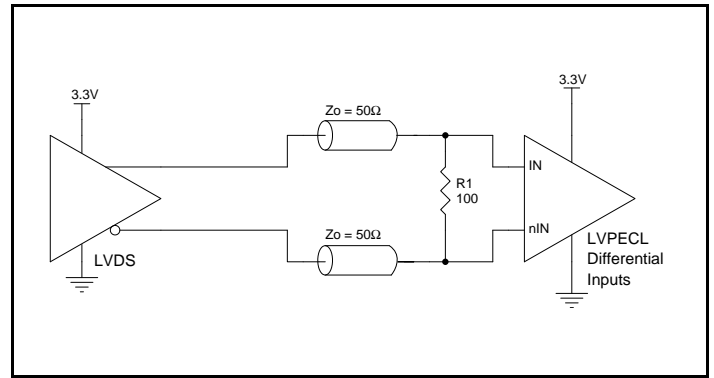 3.3V
3.3V
Zo = 50Ω
IN
R1
100
nIN
Zo = 50Ω
LVDS
LVPECL
Differential
Inputs